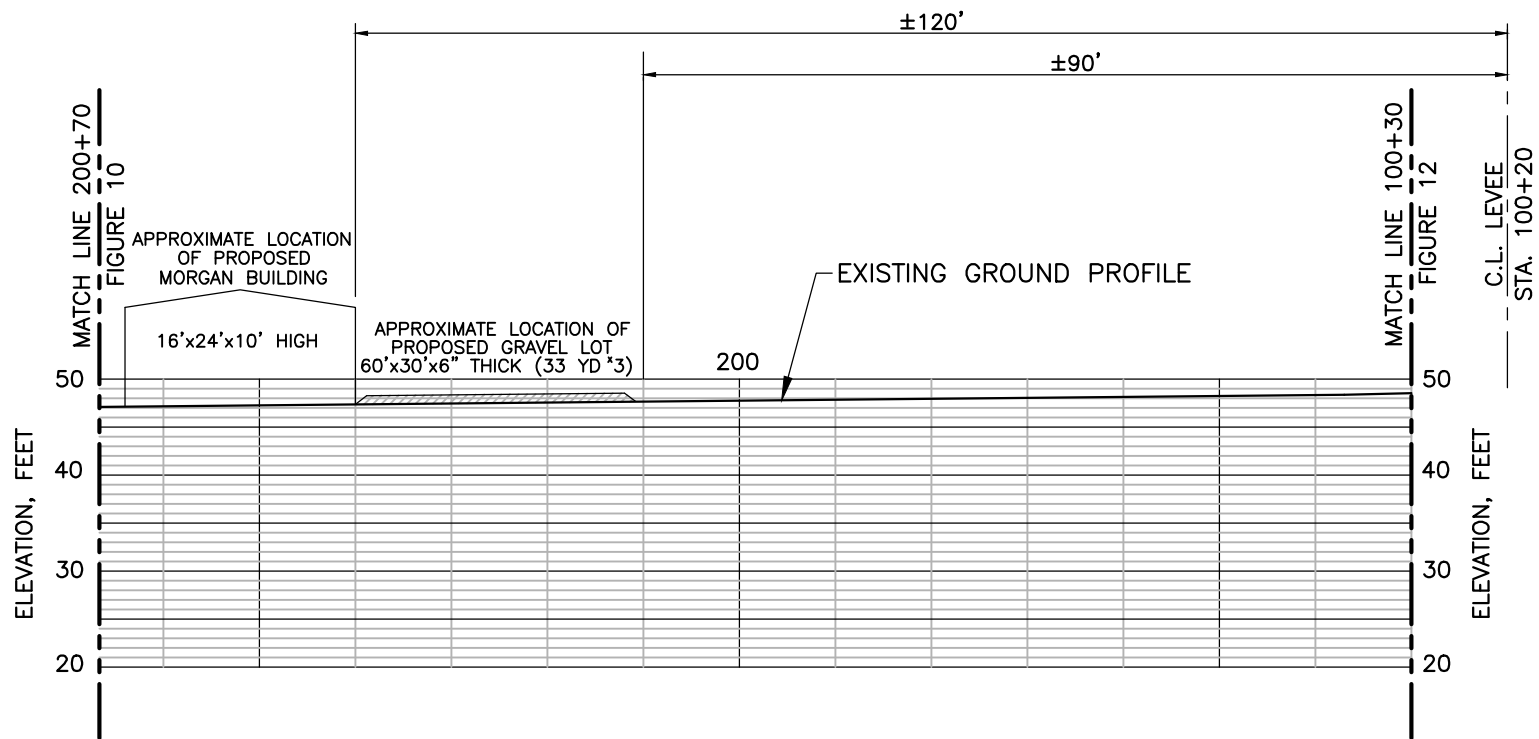 ±120'
±90'
MATCH LINE 200+70
FIGURE 10
APPROXIMATE LOCATION
OF PROPOSED
MORGAN BUILDING
16'x24'x10' HIGH
APPROXIMATE LOCATION OF
PROPOSED GRAVEL LOT
60'x30'x6" THICK (33 YD^x3)
EXISTING GROUND PROFILE
200
MATCH LINE 100+30
FIGURE 12
C.L. LEVEE
STA. 100+20
50
40
30
20
ELEVATION, FEET
50
40
30
20
ELEVATION, FEET